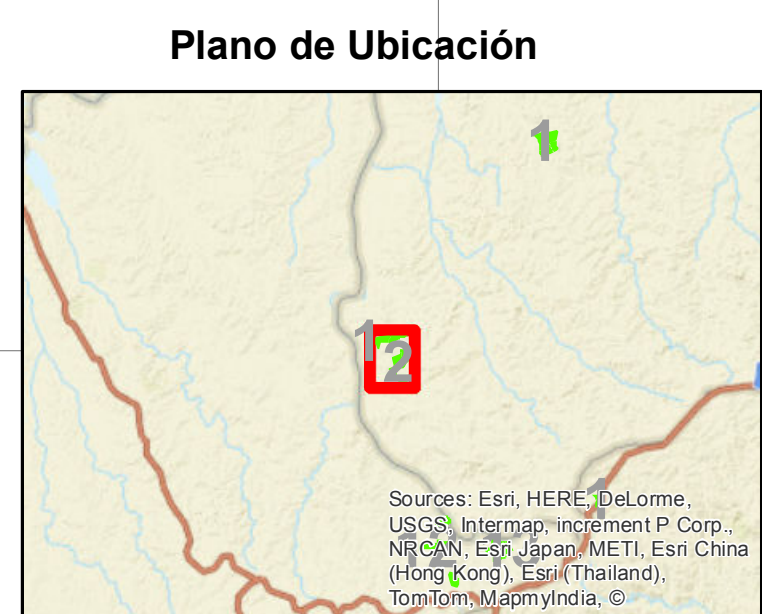 Plano de Ubicación
1
1
2
1
Sources: Esri, HERE, DeLorme,
USGS, Intermap, increment P Corp.,
NRCAN, Esri Japan, METI, Esri China
(Hong Kong), Esri (Thailand),
TomTom, MapmyIndia, ©